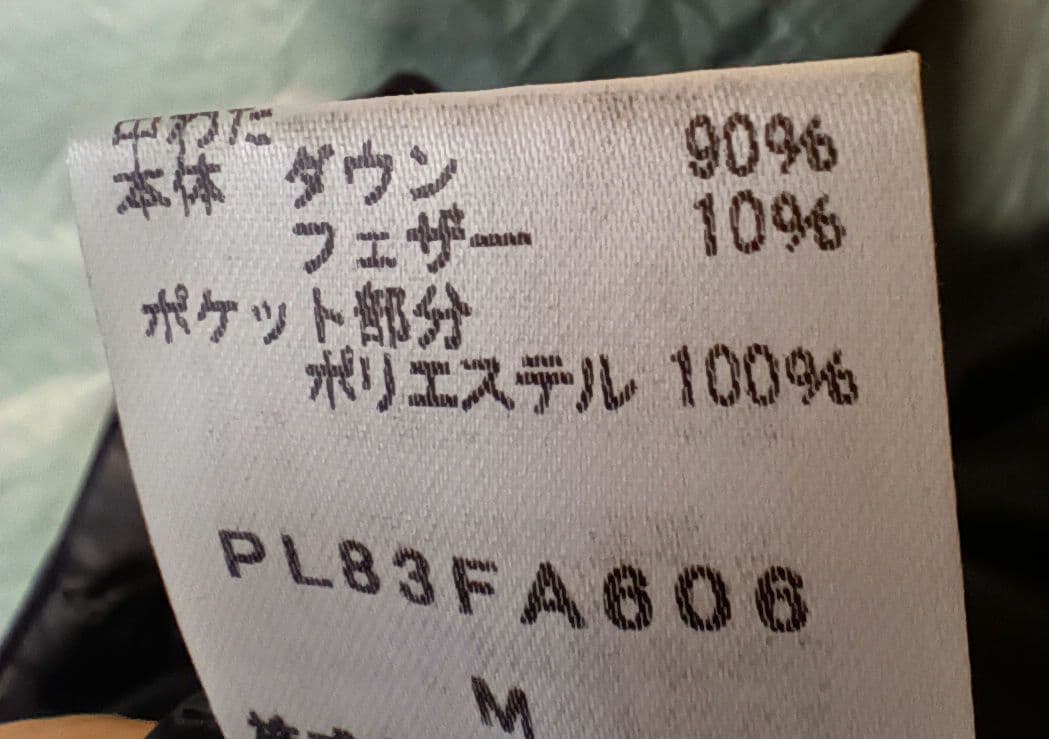 中わた
本体 ダウン 90%
フェザー 10%
ポケット部分
ポリエステル 100%
PL83FA606
M